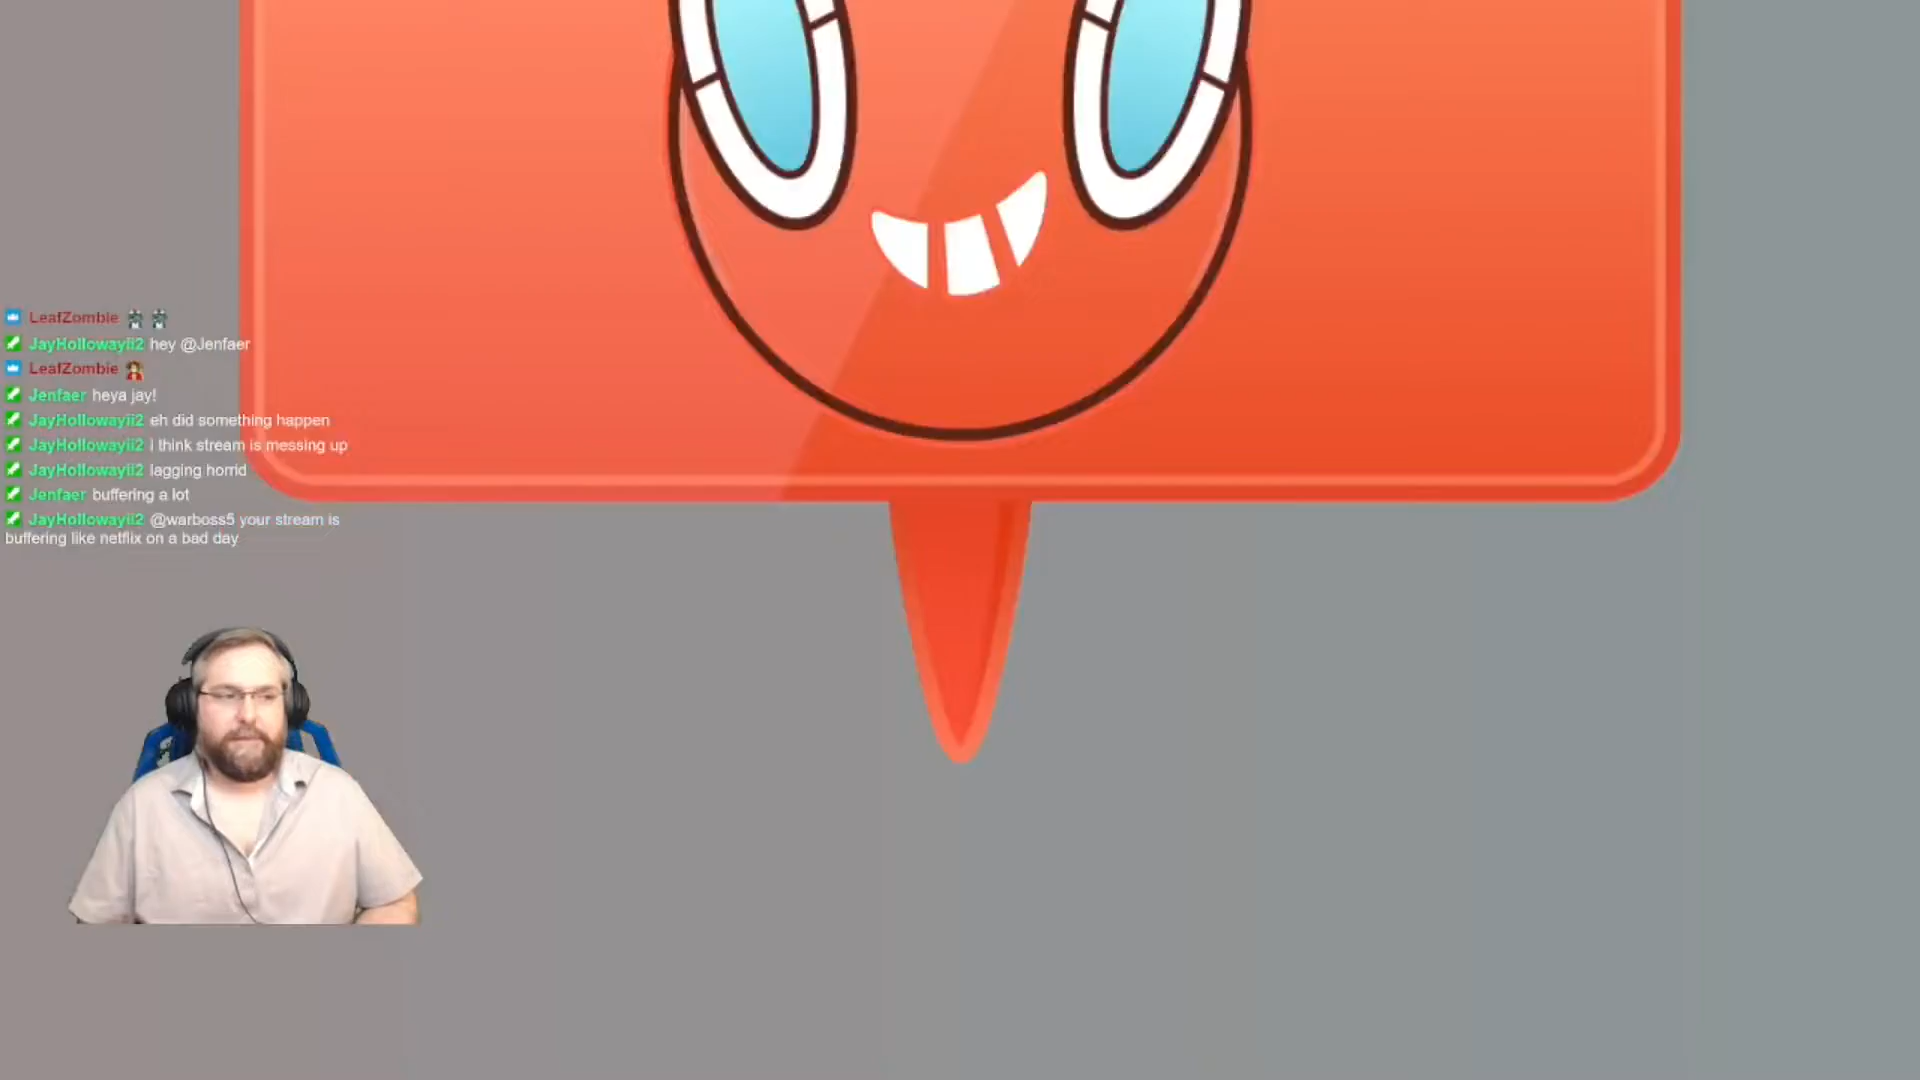 LeafZombie
JayHollowayii2 hey @Jenfaer
LeafZombie
Jenfaer heya jay!
JayHollowayii2 eh did something happen
JayHollowayii2 i think stream is messing up
JayHollowayii2 lagging horrid
Jenfaer buffering a lot
JayHollowayii2 @warboss5 your stream is
buffering like netflix on a bad day